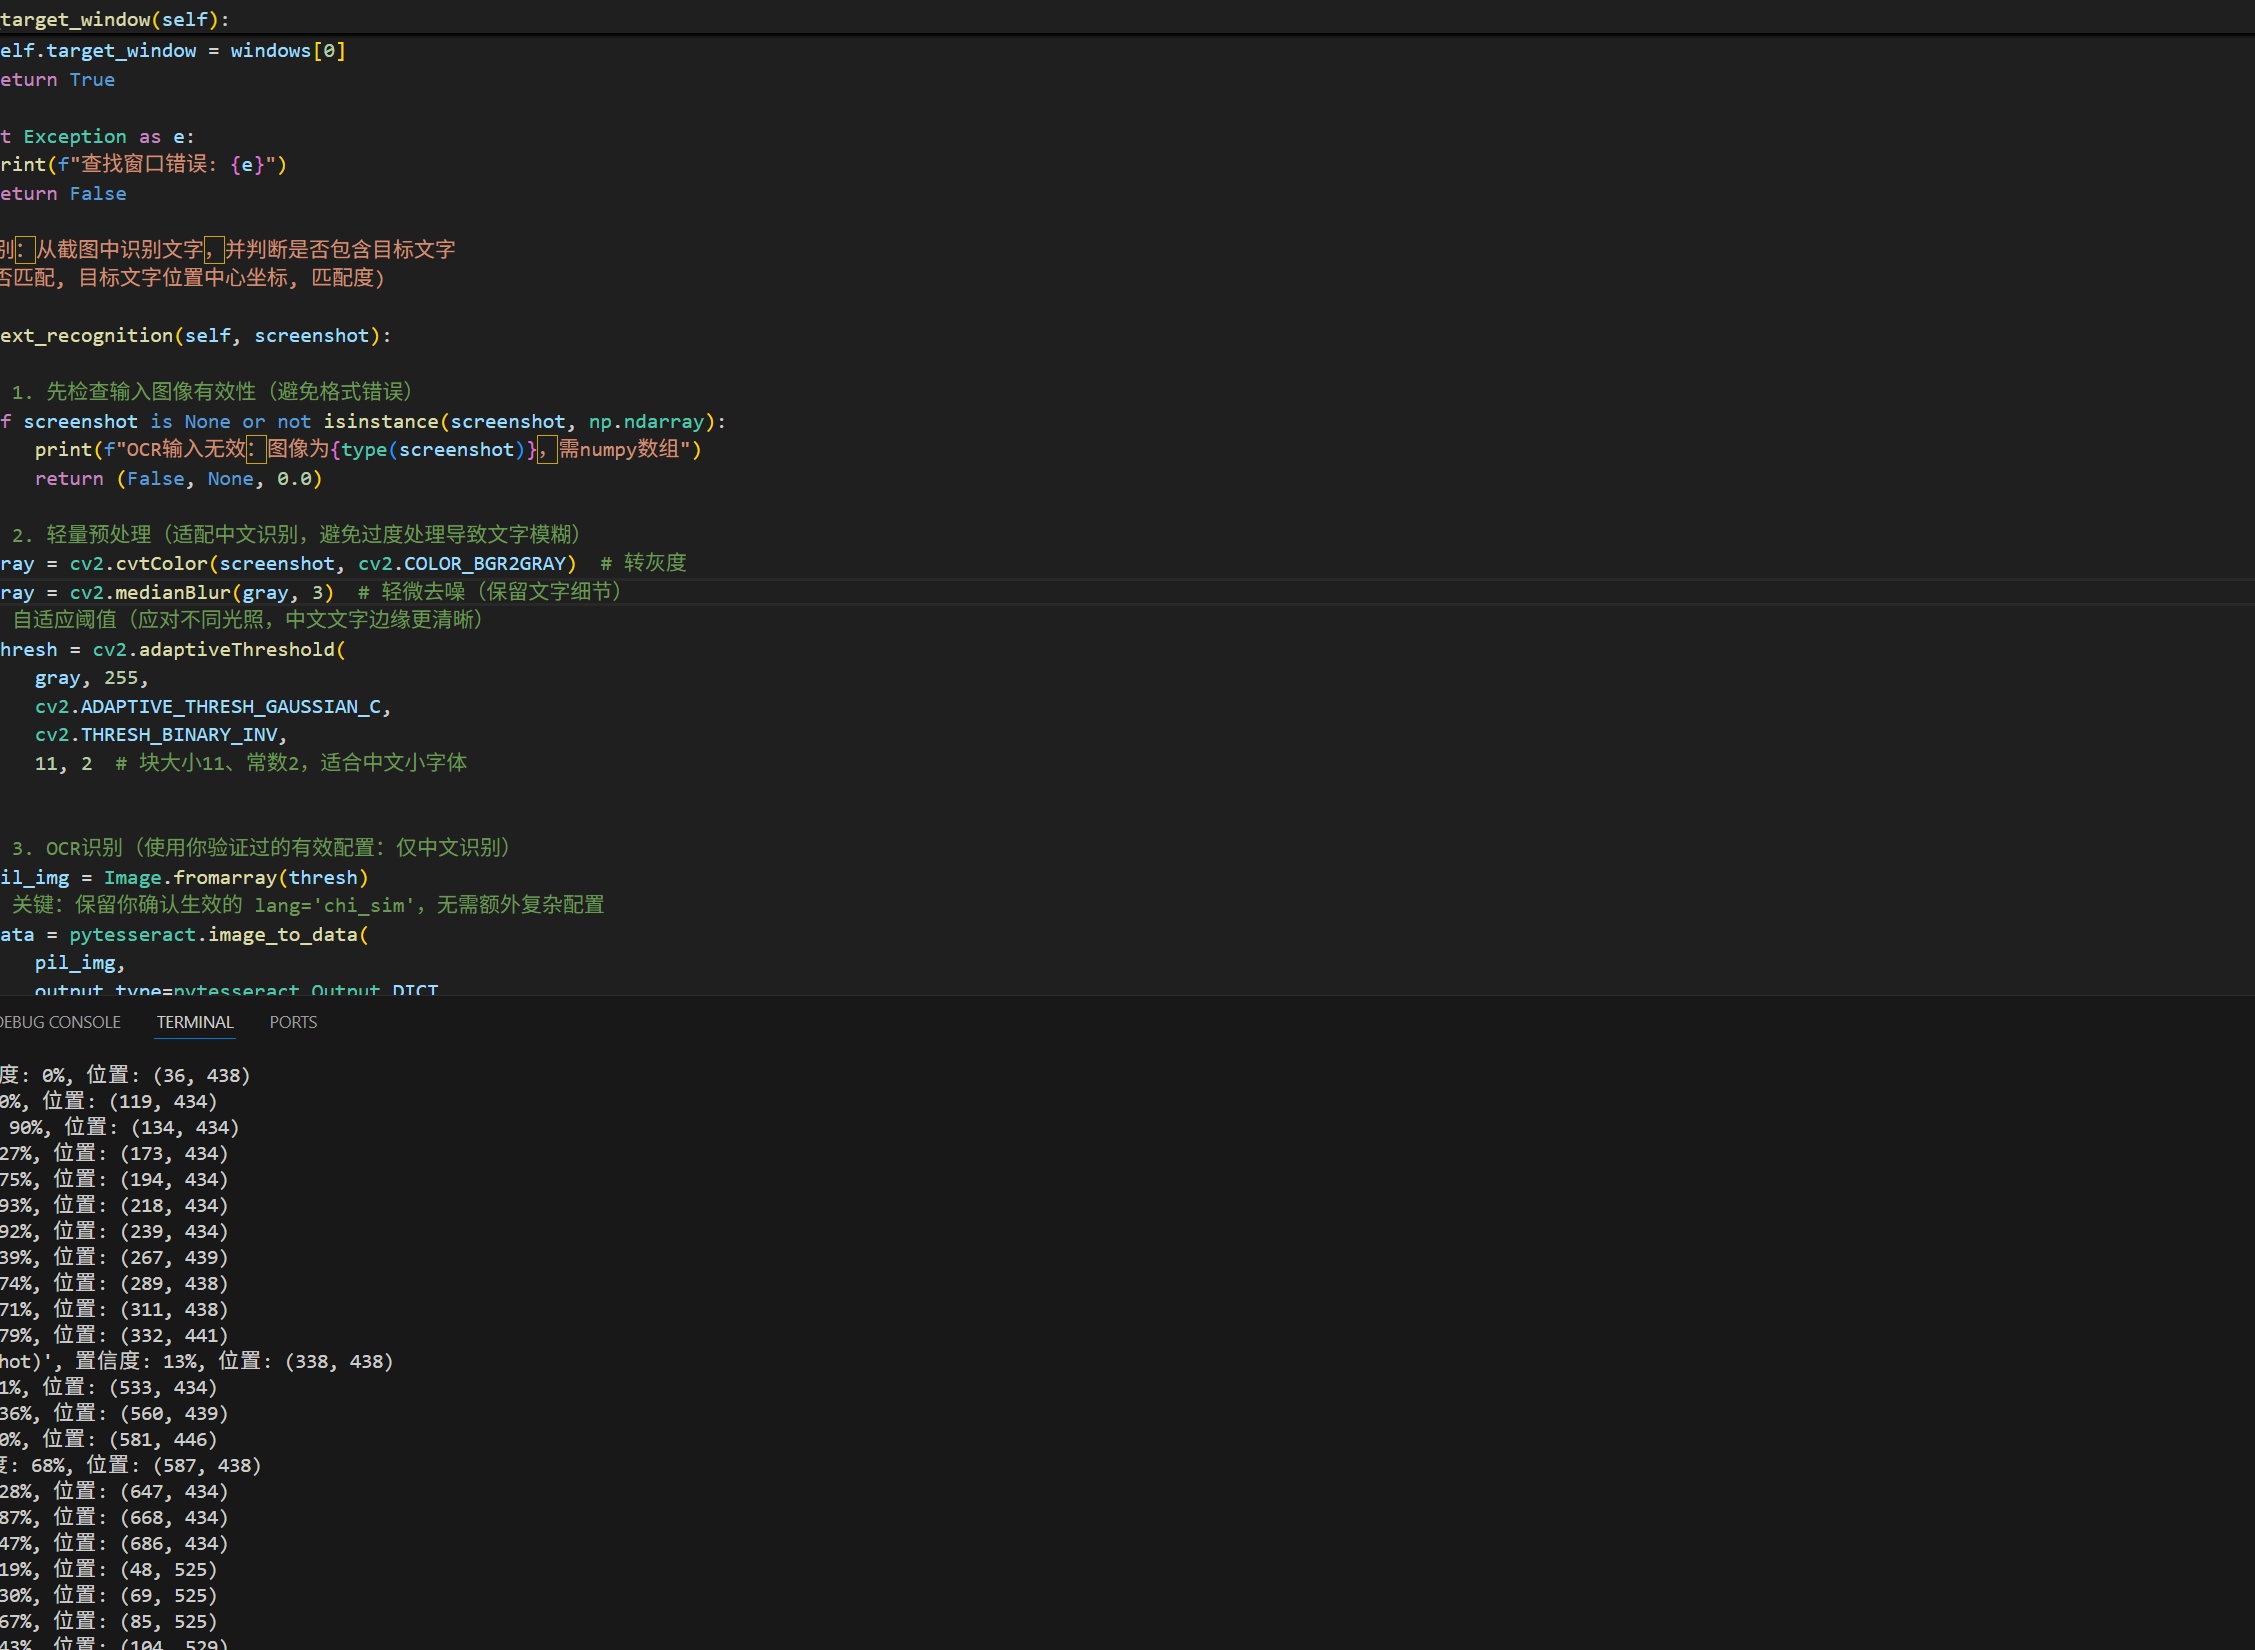 _target_window(self):
elf.target_window = windows[0]
eturn True
t Exception as e:
rint(f"查找窗口错误: {e}")
eturn False
别：从截图中识别文字，并判断是否包含目标文字
否匹配, 目标文字位置中心坐标, 匹配度)
ext_recognition(self, screenshot):
1. 先检查输入图像有效性（避免格式错误）
f screenshot is None or not isinstance(screenshot, np.ndarray):
print(f"OCR输入无效：图像为{type(screenshot)}，需numpy数组")
return (False, None, 0.0)
2. 轻量预处理（适配中文识别，避免过度处理导致文字模糊）
ray = cv2.cvtColor(screenshot, cv2.COLOR_BGR2GRAY)  # 转灰度
ray = cv2.medianBlur(gray, 3)  # 轻微去噪（保留文字细节）
自适应阈值（应对不同光照，中文文字边缘更清晰）
hresh = cv2.adaptiveThreshold(
gray, 255,
cv2.ADAPTIVE_THRESH_GAUSSIAN_C,
cv2.THRESH_BINARY_INV,
11, 2  # 块大小11、常数2，适合中文小字体
3. OCR识别（使用你验证过的有效配置：仅中文识别）
il_img = Image.fromarray(thresh)
关键：保留你确认生效的 lang='chi_sim'，无需额外复杂配置
ata = pytesseract.image_to_data(
pil_img,
output_type=pytesseract.Output.DICT
DEBUG CONSOLE TERMINAL PORTS
度: 0%, 位置: (36, 438)
0%, 位置: (119, 434)
90%, 位置: (134, 434)
27%, 位置: (173, 434)
75%, 位置: (194, 434)
93%, 位置: (218, 434)
92%, 位置: (239, 434)
39%, 位置: (267, 439)
74%, 位置: (289, 438)
71%, 位置: (311, 438)
79%, 位置: (332, 441)
hot)', 置信度: 13%, 位置: (338, 438)
1%, 位置: (533, 434)
36%, 位置: (560, 439)
0%, 位置: (581, 446)
度: 68%, 位置: (587, 438)
28%, 位置: (647, 434)
87%, 位置: (668, 434)
47%, 位置: (686, 434)
19%, 位置: (48, 525)
30%, 位置: (69, 525)
67%, 位置: (85, 525)
43%, 位置: (104, 529)